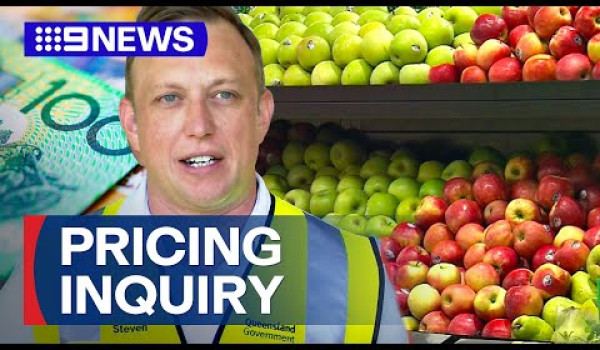 9NEWS
100
PRICING
INQUIRY
Steven
Queensland
Government